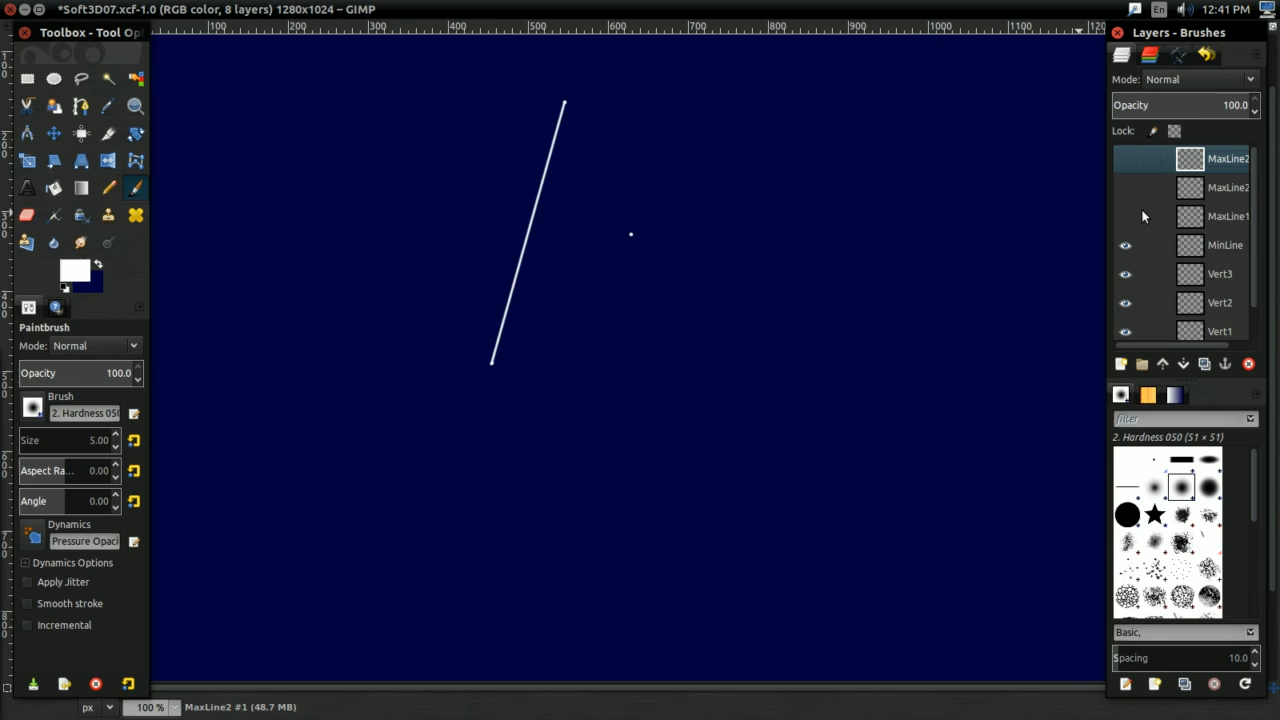 *Soft3D07.xcf-1.0 (RGB color, 8 layers) 1280x1024 – GIMP
En
12:41 PM
Toolbox - Tool Opt
100 200 300 400 500 600 700 800 900 1000 1100 120
Layers - Brushes
Mode: Normal
Opacity 100.0
Lock:
MaxLine2
MaxLine2
MaxLine1
MinLine
Vert3
Vert2
Vert1
Paintbrush
Mode: Normal
Opacity 100.0
Brush
2. Hardness 050
Size 5.00
Aspect Ra... 0.00
Angle 0.00
Dynamics
Pressure Opaci
Dynamics Options
Apply Jitter
Smooth stroke
Incremental
filter
2. Hardness 050 (51 × 51)
Basic,
Spacing 10.0
px 100 % MaxLine2 #1 (48.7 MB)